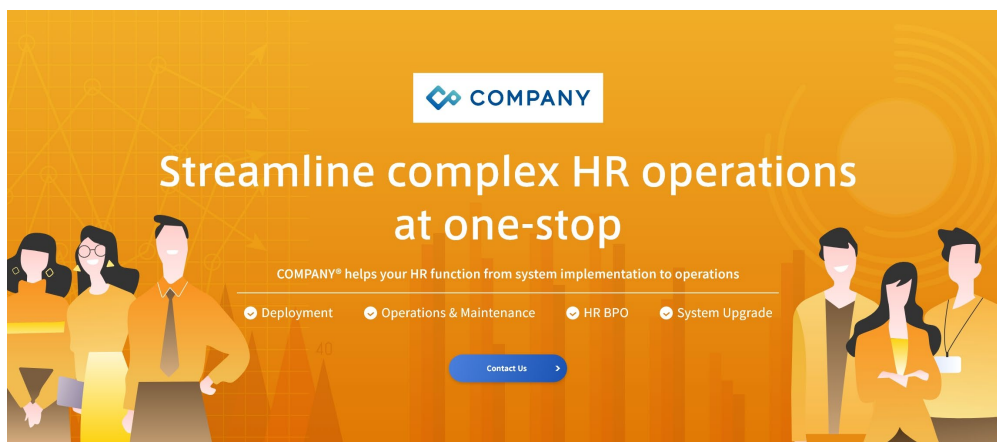 COMPANY
Streamline complex HR operations
at one-stop
COMPANY® helps your HR function from system implementation to operations
Deployment Operations & Maintenance HR BPO System Upgrade
40
Contact Us